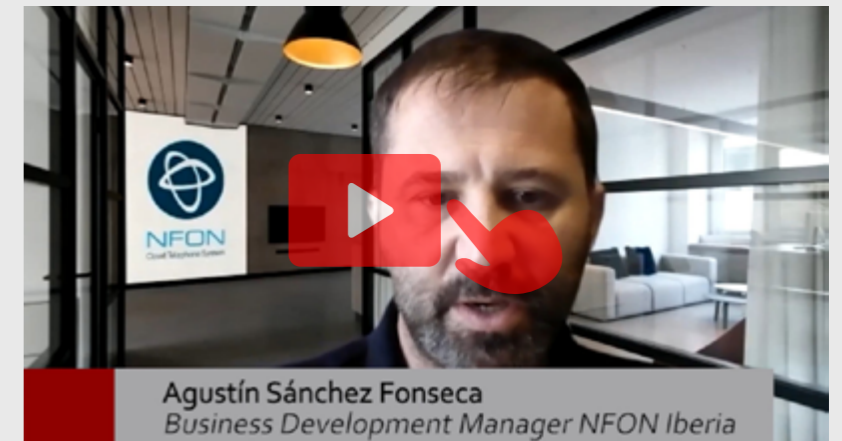 NFON
Cloud Telephone System
Agustín Sánchez Fonseca
Business Development Manager NFON Iberia